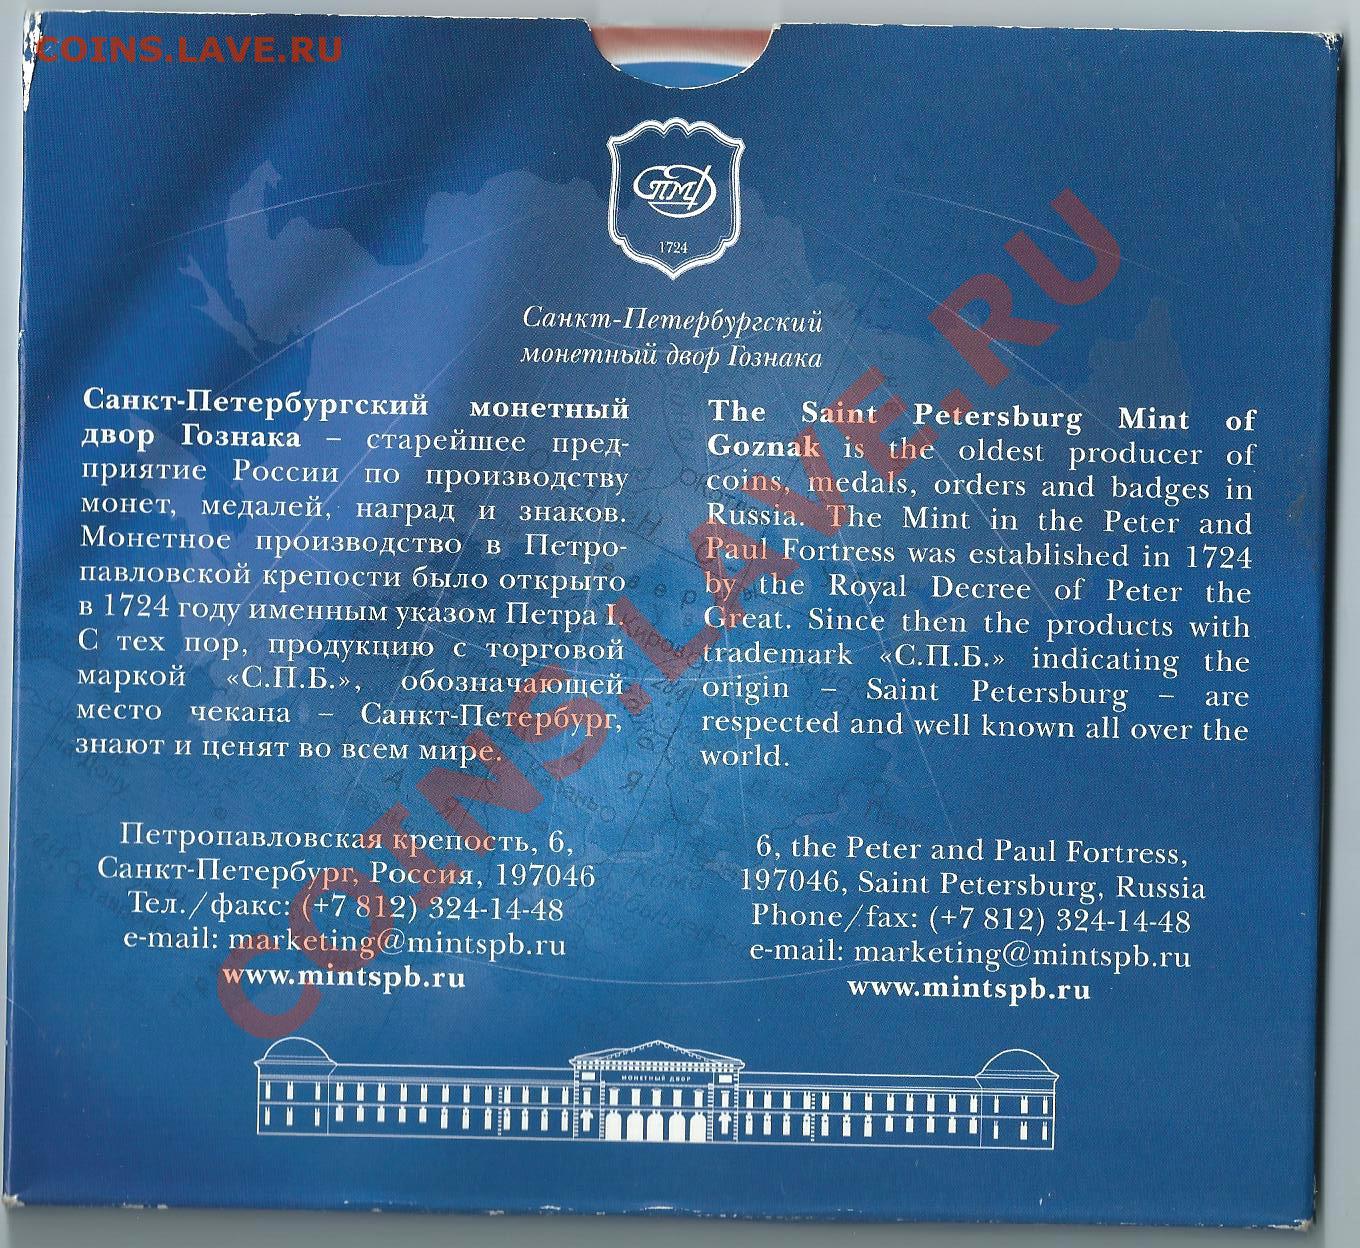 COINS.LAVE.RU
СПМД
1724
Санкт-Петербургский
монетный двор Гознака
Санкт-Петербургский монетный
двор Гознака – старейшее пред-
приятие России по производству
монет, медалей, наград и знаков.
Монетное производство в Петро-
павловской крепости было открыто
в 1724 году именным указом Петра I.
С тех пор, продукцию с торговой
маркой «С.П.Б.», обозначающей
место чекана – Санкт-Петербург,
знают и ценят во всем мире.
The Saint Petersburg Mint of
Goznak is the oldest producer of
coins, medals, orders and badges in
Russia. The Mint in the Peter and
Paul Fortress was established in 1724
by the Royal Decree of Peter the
Great. Since then the products with
trademark «С.П.Б.» indicating the
origin – Saint Petersburg – are
respected and well known all over the
world.
Петропавловская крепость, 6,
Санкт-Петербург, Россия, 197046
Тел./факс: (+7 812) 324-14-48
e-mail: marketing@mintspb.ru
www.mintspb.ru
6, the Peter and Paul Fortress,
197046, Saint Petersburg, Russia
Phone/fax: (+7 812) 324-14-48
e-mail: marketing@mintspb.ru
www.mintspb.ru
МОНЕТНЫЙ ДВОР
COINS.LAVE.RU